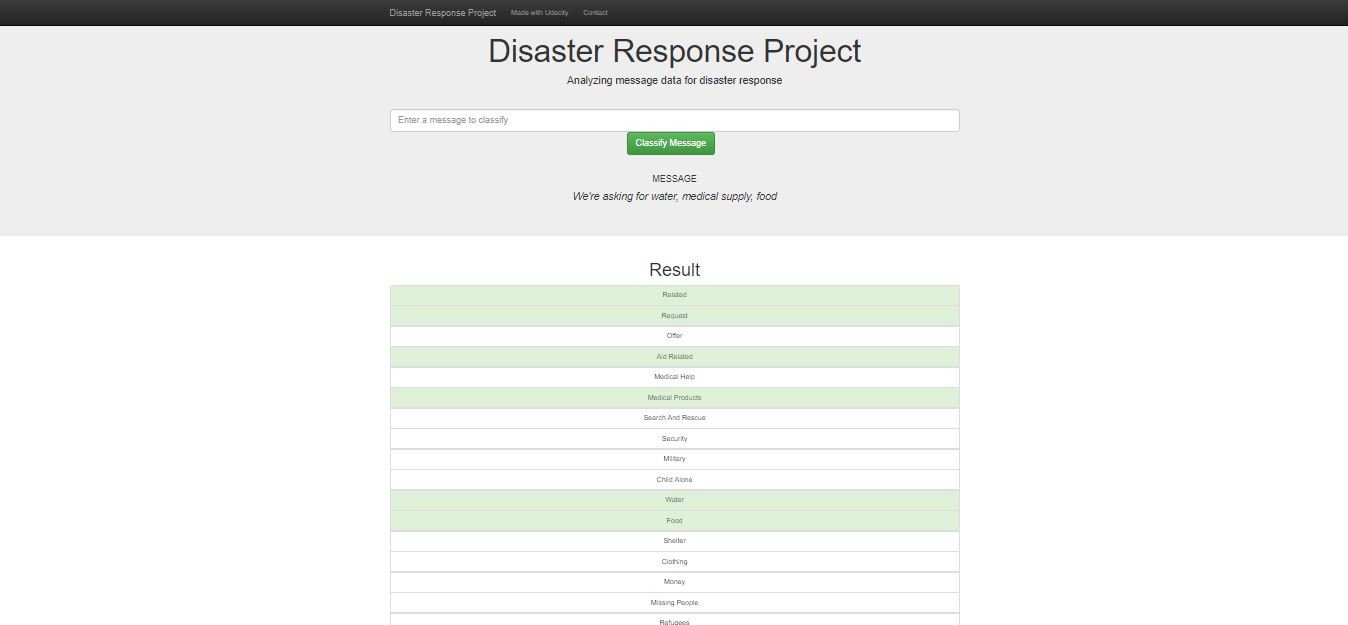 Disaster Response Project Made with Udacity Contact
Disaster Response Project
Analyzing message data for disaster response
Enter a message to classify
Classify Message
MESSAGE
We're asking for water, medical supply, food
Result
Related
Request
Offer
Aid Related
Medical Help
Medical Products
Search And Rescue
Security
Military
Child Alone
Water
Food
Shelter
Clothing
Money
Missing People
Refugees